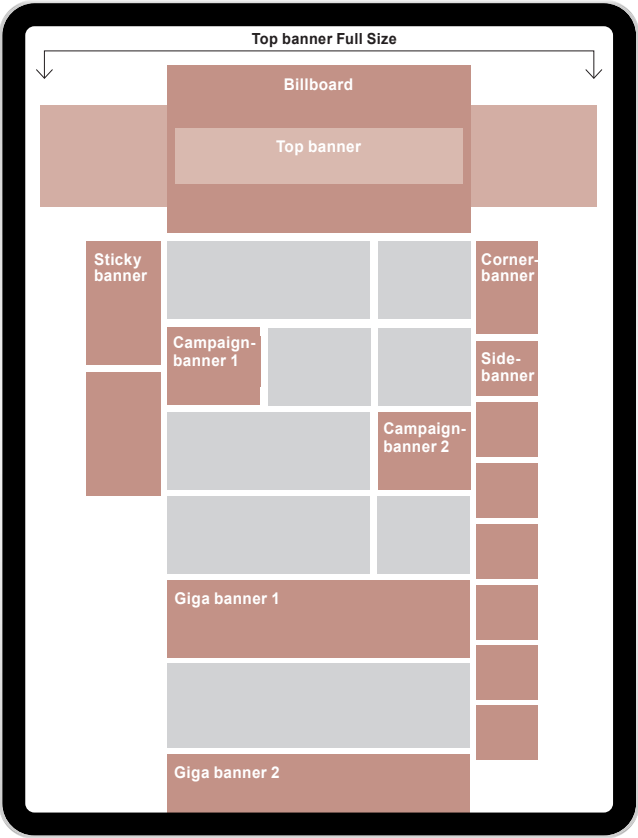 Top banner Full Size
Billboard
Top banner
Sticky
banner
Corner-
banner
Campaign-
banner 1
Side-
banner
Campaign-
banner 2
Giga banner 1
Giga banner 2